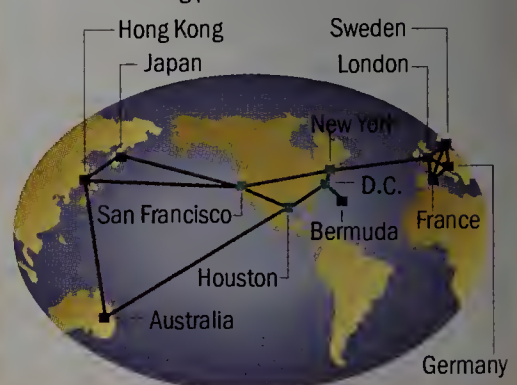 Hong Kong
Sweden
Japan
London
New York
D.C.
San Francisco
Bermuda
France
Houston
Australia
Germany